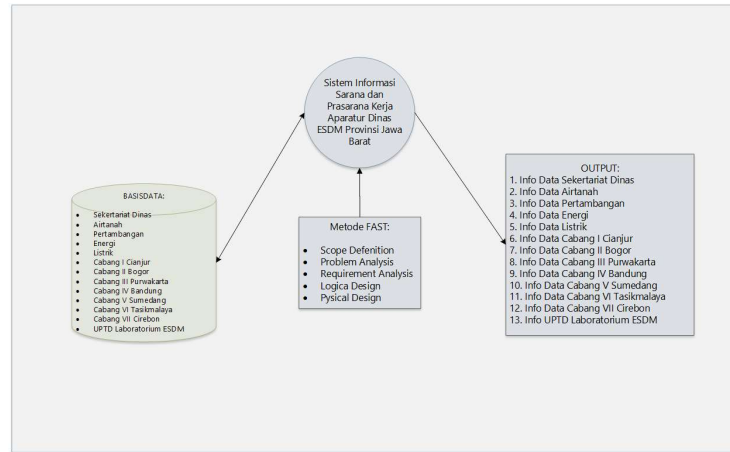 Sistem Informasi
Sarana dan
Prasarana Kerja
Aparatur Dinas
ESDM Provinsi Jawa
Barat
BASISDATA:
• Sekertariat Dinas
• Airtanah
• Pertambangan
• Energi
• Listrik
• Cabang I Cianjur
• Cabang II Bogor
• Cabang III Purwakarta
• Cabang IV Bandung
• Cabang V Sumedang
• Cabang VI Tasikmalaya
• Cabang VII Cirebon
• UPTD Laboratorium ESDM
Metode FAST:
• Scope Defenition
• Problem Analysis
• Requirement Analysis
• Logica Design
• Pysical Design
OUTPUT:
1. Info Data Sekertariat Dinas
2. Info Data Airtanah
3. Info Data Pertambangan
4. Info Data Energi
5. Info Data Listrik
6. Info Data Cabang I Cianjur
7. Info Data Cabang II Bogor
8. Info Data Cabang III Purwakarta
9. Info Data Cabang IV Bandung
10. Info Data Cabang V Sumedang
11. Info Data Cabang VI Tasikmalaya
12. Info Data Cabang VII Cirebon
13. Info UPTD Laboratorium ESDM